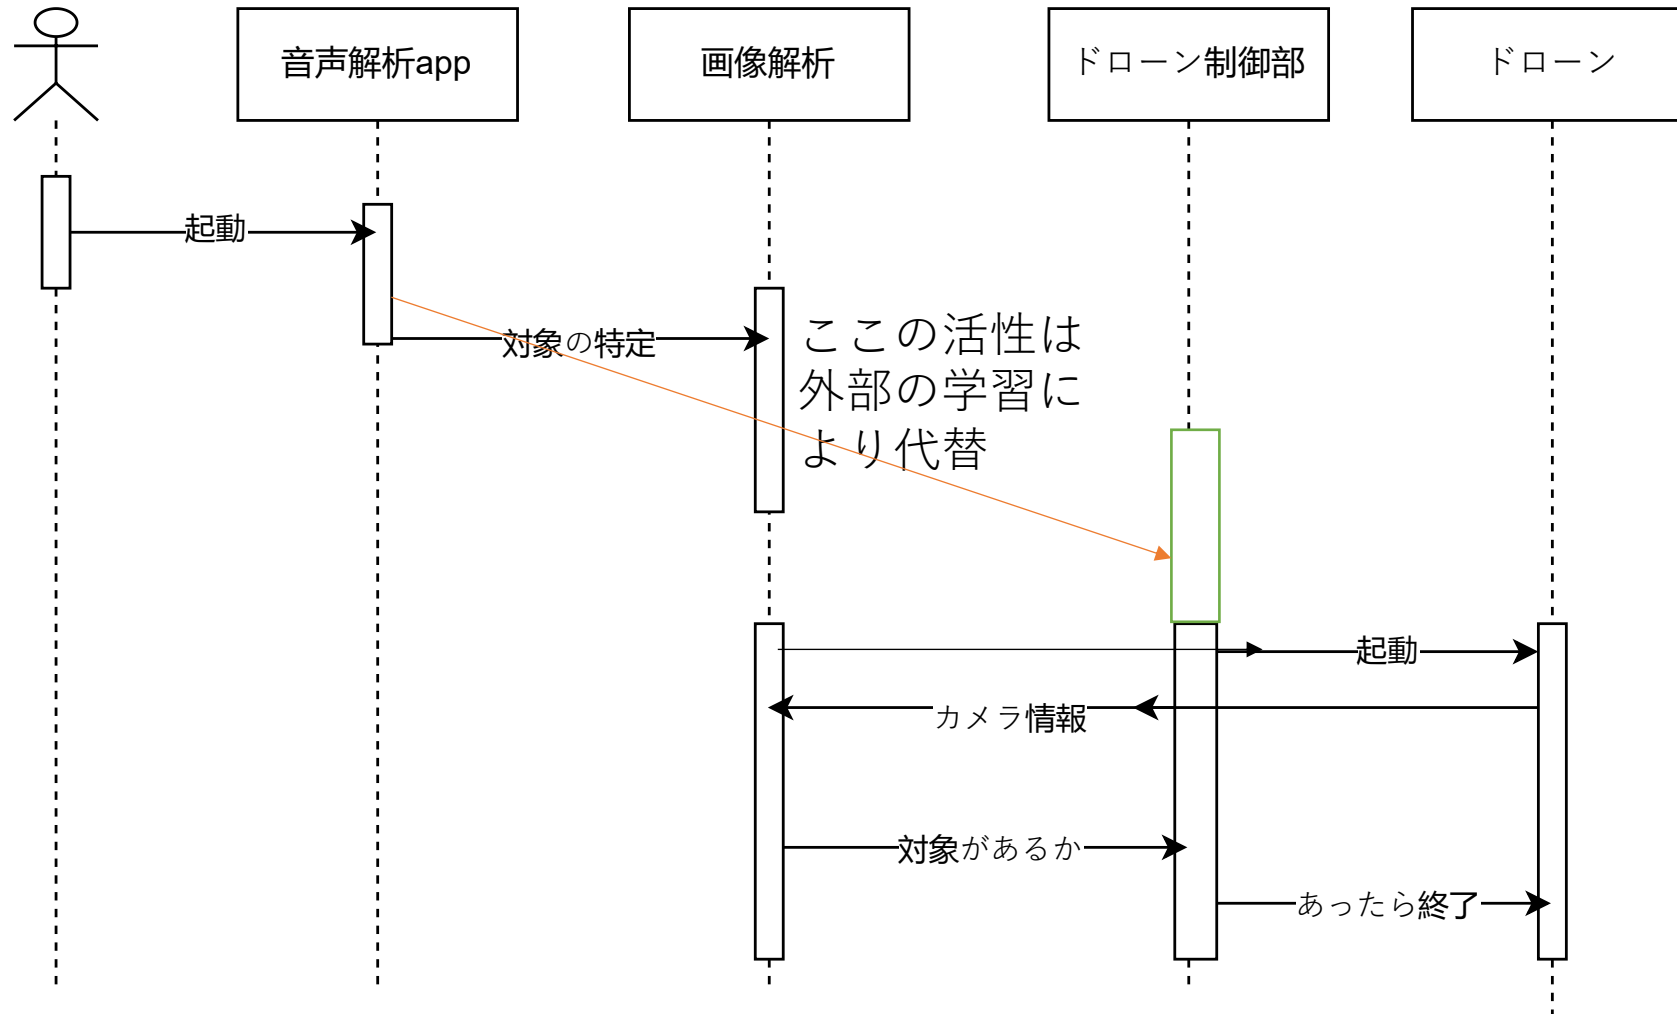 音声解析app
画像解析
ドローン制御部
ドローン
起動
対象の特定
ここの活性は
外部の学習に
より代替
起動
カメラ情報
対象があるか
あったら終了